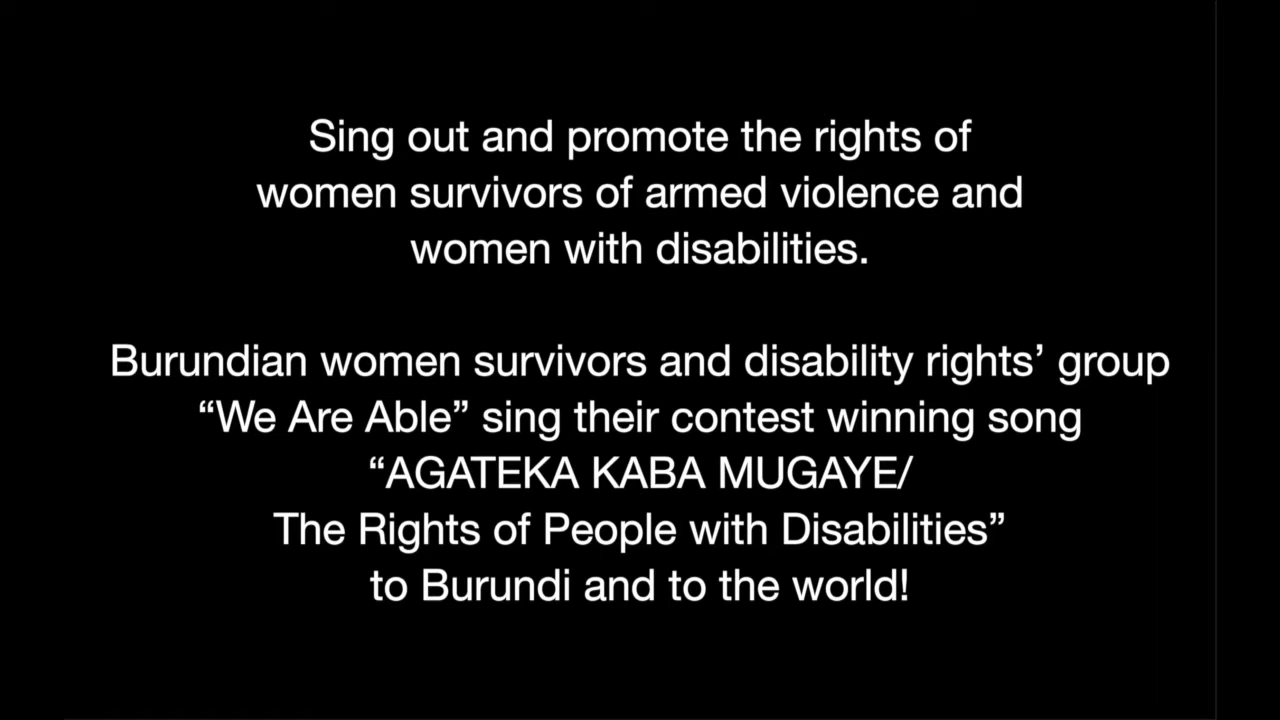 Sing out and promote the rights of
women survivors of armed violence and
women with disabilities.
Burundian women survivors and disability rights’ group
“We Are Able” sing their contest winning song
“AGATEKA KABA MUGAYE/
The Rights of People with Disabilities”
to Burundi and to the world!